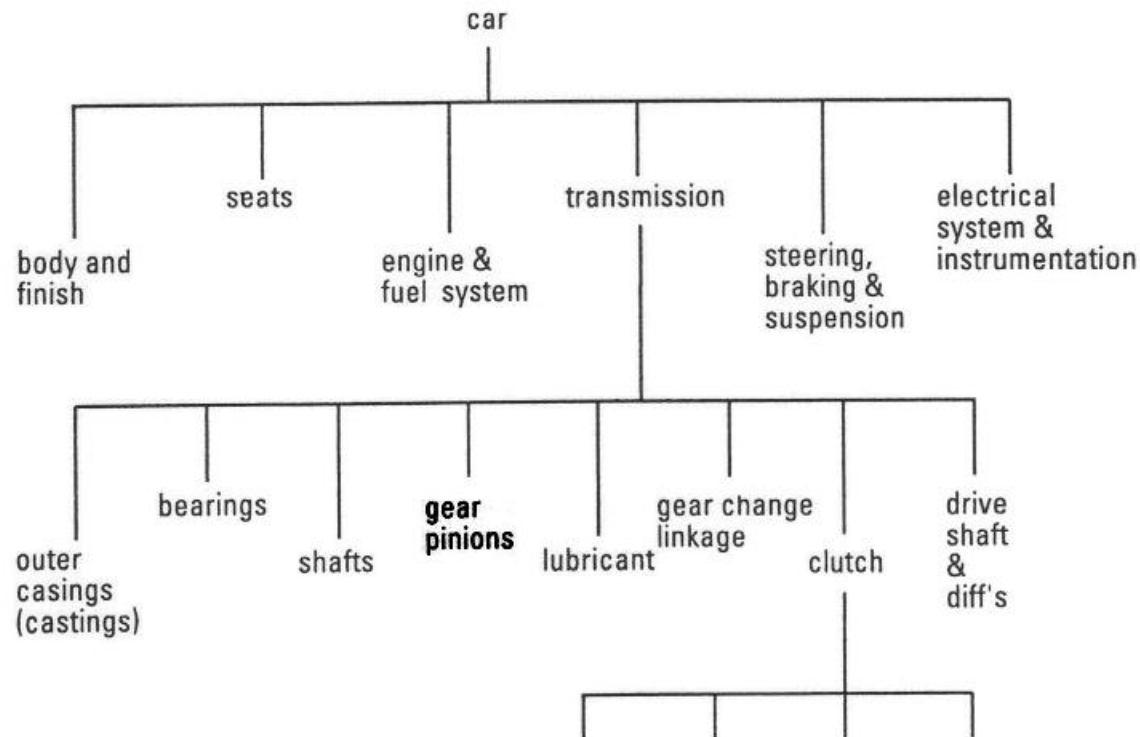 car
seats
transmission
electrical
system &
instrumentation
body and
finish
engine &
fuel system
steering,
braking &
suspension
bearings
gear
pinions
gear change
linkage
drive
shaft
&
diff's
outer
casings
(castings)
shafts
lubricant
clutch